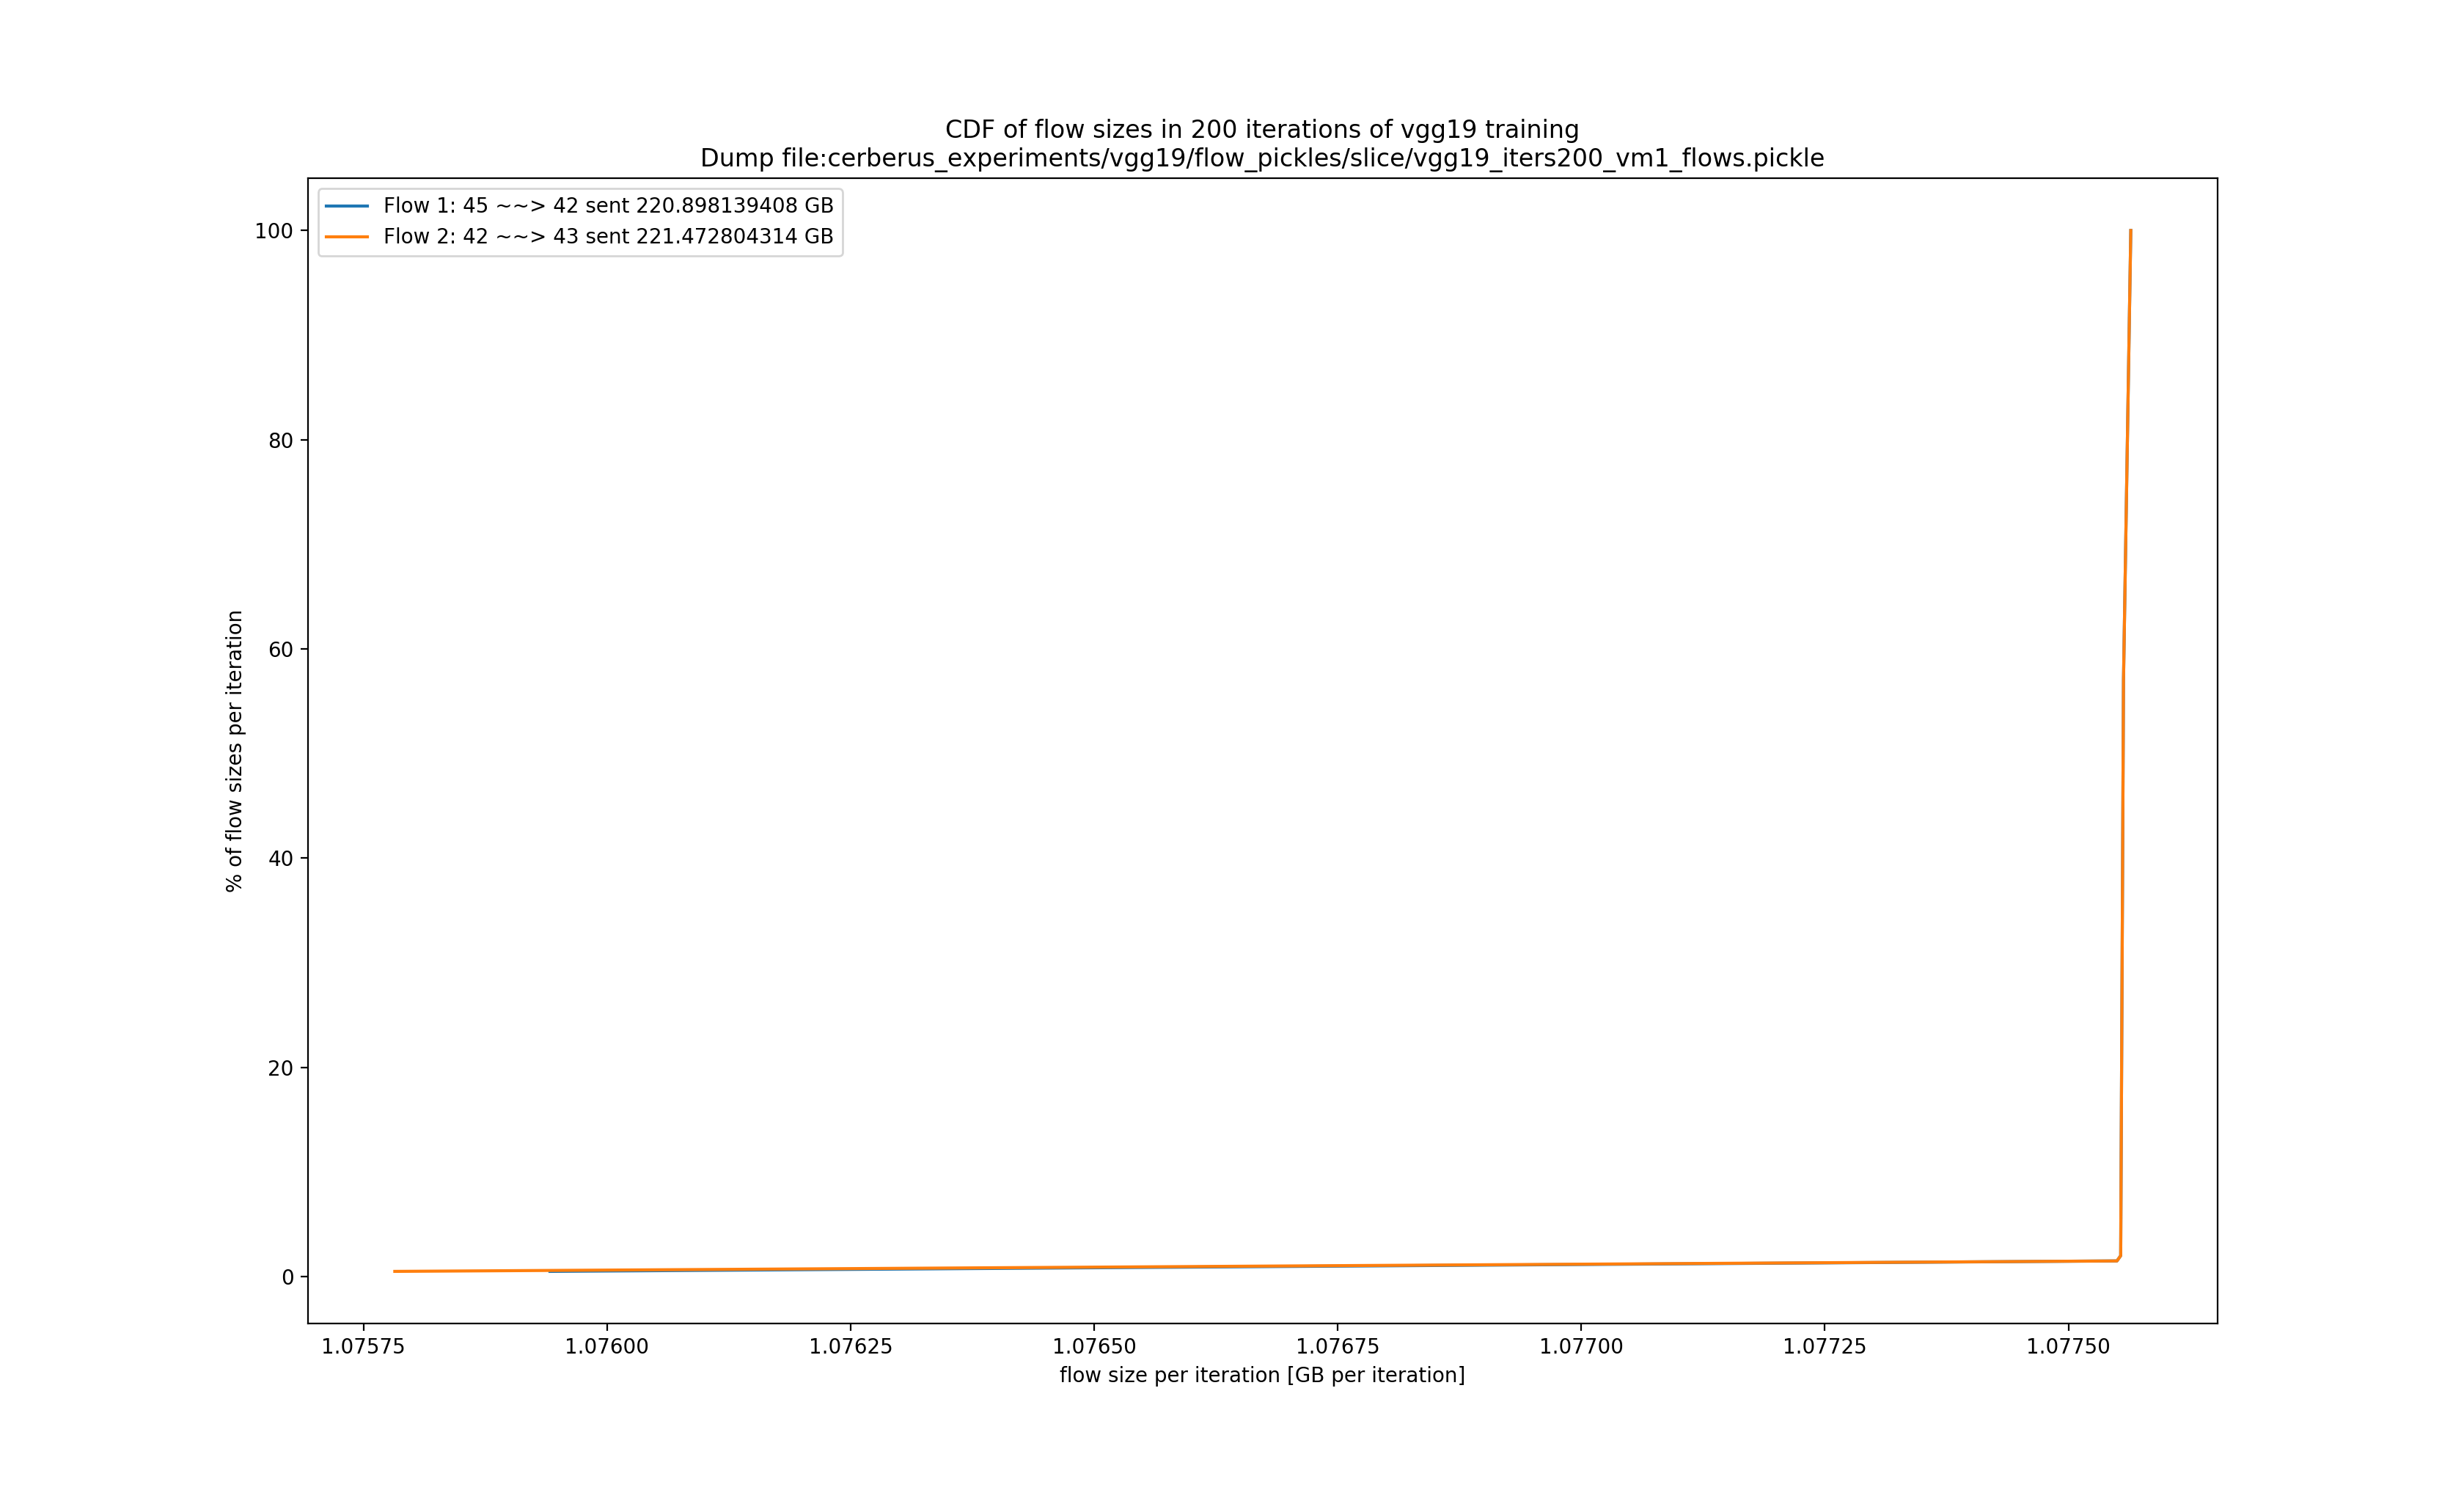 CDF of flow sizes in 200 iterations of vgg19 training
Dump file:cerberus_experiments/vgg19/flow_pickles/slice/vgg19_iters200_vm1_flows.pickle
Flow 1: 45 ~~> 42 sent 220.898139408 GB
Flow 2: 42 ~~> 43 sent 221.472804314 GB
% of flow sizes per iteration
100
80
60
40
20
0
1.07575 1.07600 1.07625 1.07650 1.07675 1.07700 1.07725 1.07750
flow size per iteration [GB per iteration]